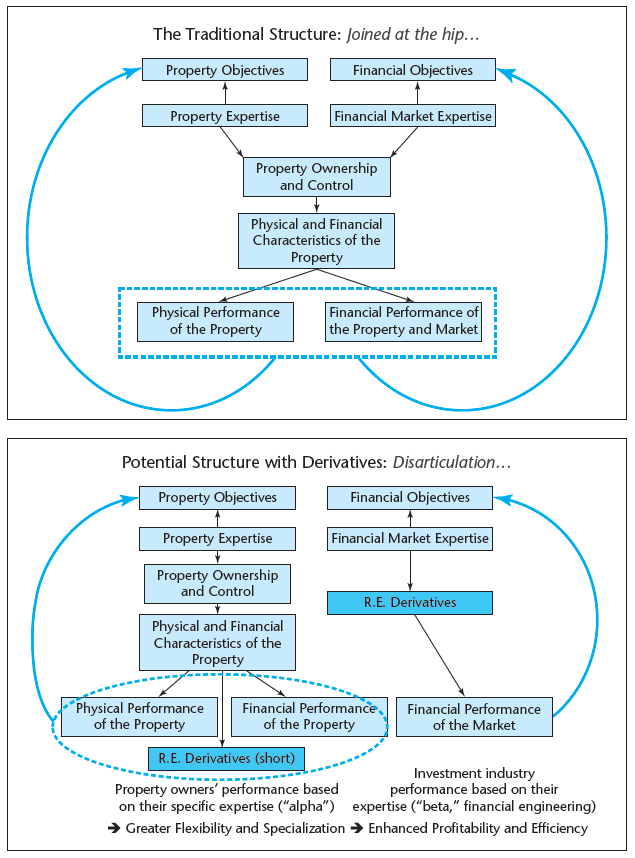 The Traditional Structure: Joined at the hip…
Property Objectives
Financial Objectives
Property Expertise
Financial Market Expertise
Property Ownership
and Control
Physical and Financial
Characteristics of the
Property
Physical Performance
of the Property
Financial Performance of
the Property and Market
Potential Structure with Derivatives: Disarticulation…
Property Objectives
Financial Objectives
Property Expertise
Financial Market Expertise
Property Ownership
and Control
R.E. Derivatives
Physical and Financial
Characteristics of the
Property
Physical Performance
of the Property
Financial Performance
of the Property
Financial Performance
of the Market
R.E. Derivatives (short)
Property owners’ performance based
on their specific expertise (“alpha”)
Investment industry
performance based on their
expertise (“beta,” financial engineering)
➔ Greater Flexibility and Specialization ➔ Enhanced Profitability and Efficiency